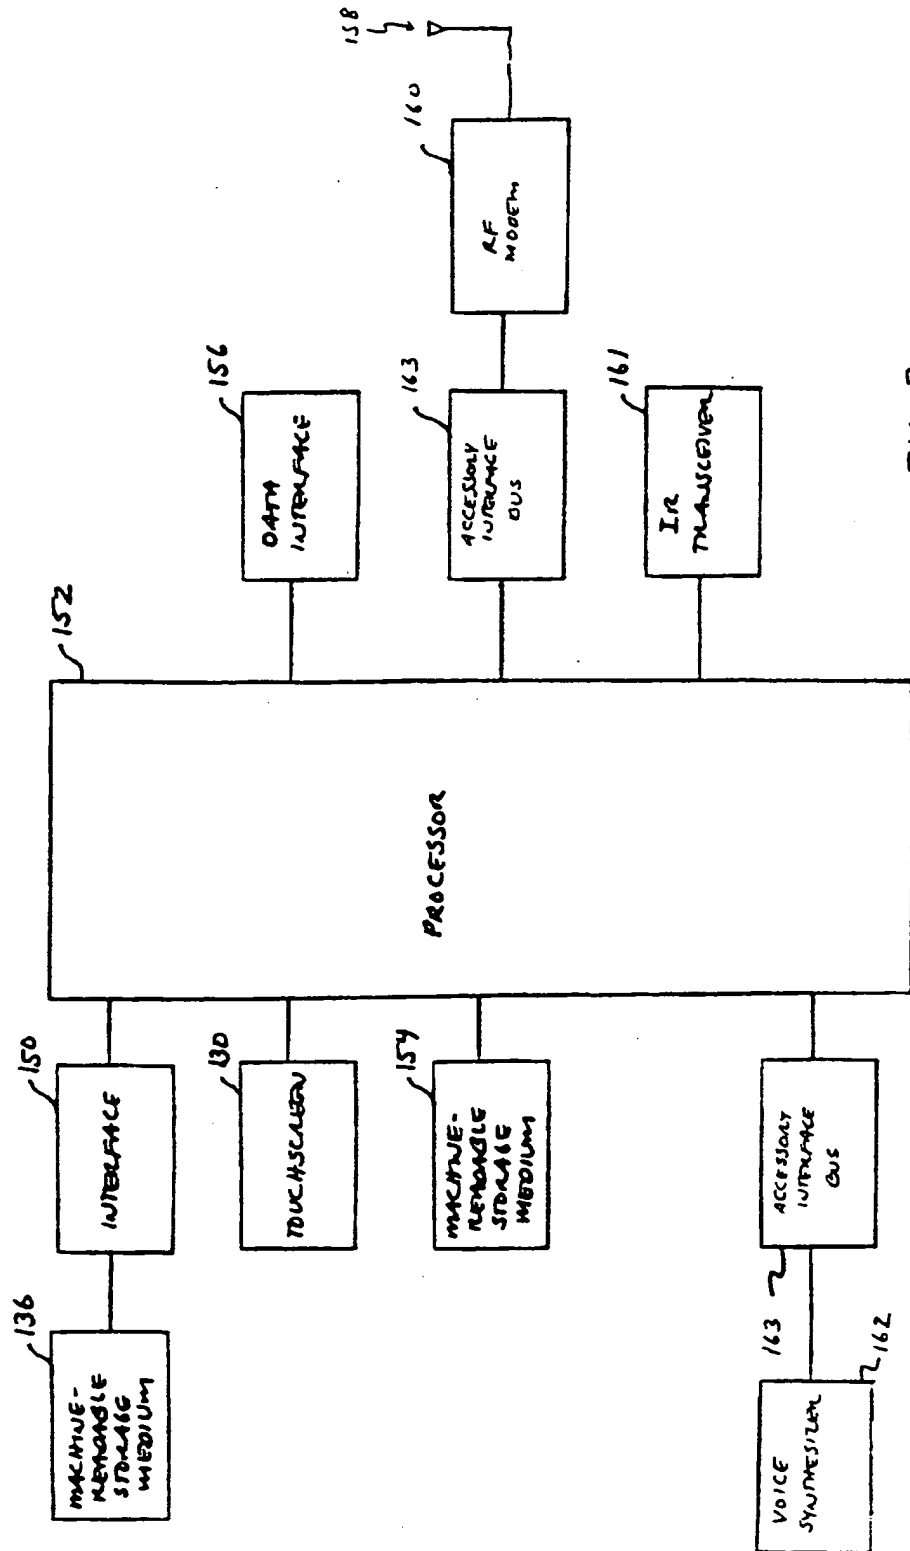 136
MACHINE-
READABLE
STORAGE
MEDIUM
150
INTERFACE
130
TOUCHSCREEN
154
MACHINE-
READABLE
STORAGE
MEDIUM
163
ACCESSORY
INTERFACE
BUS
162
VOICE
SYNTHESIZER
152
PROCESSOR
156
DATA
INTERFACE
163
ACCESSORY
INTERFACE
BUS
160
RF
MODEM
158
161
IR
TRANSCEIVER